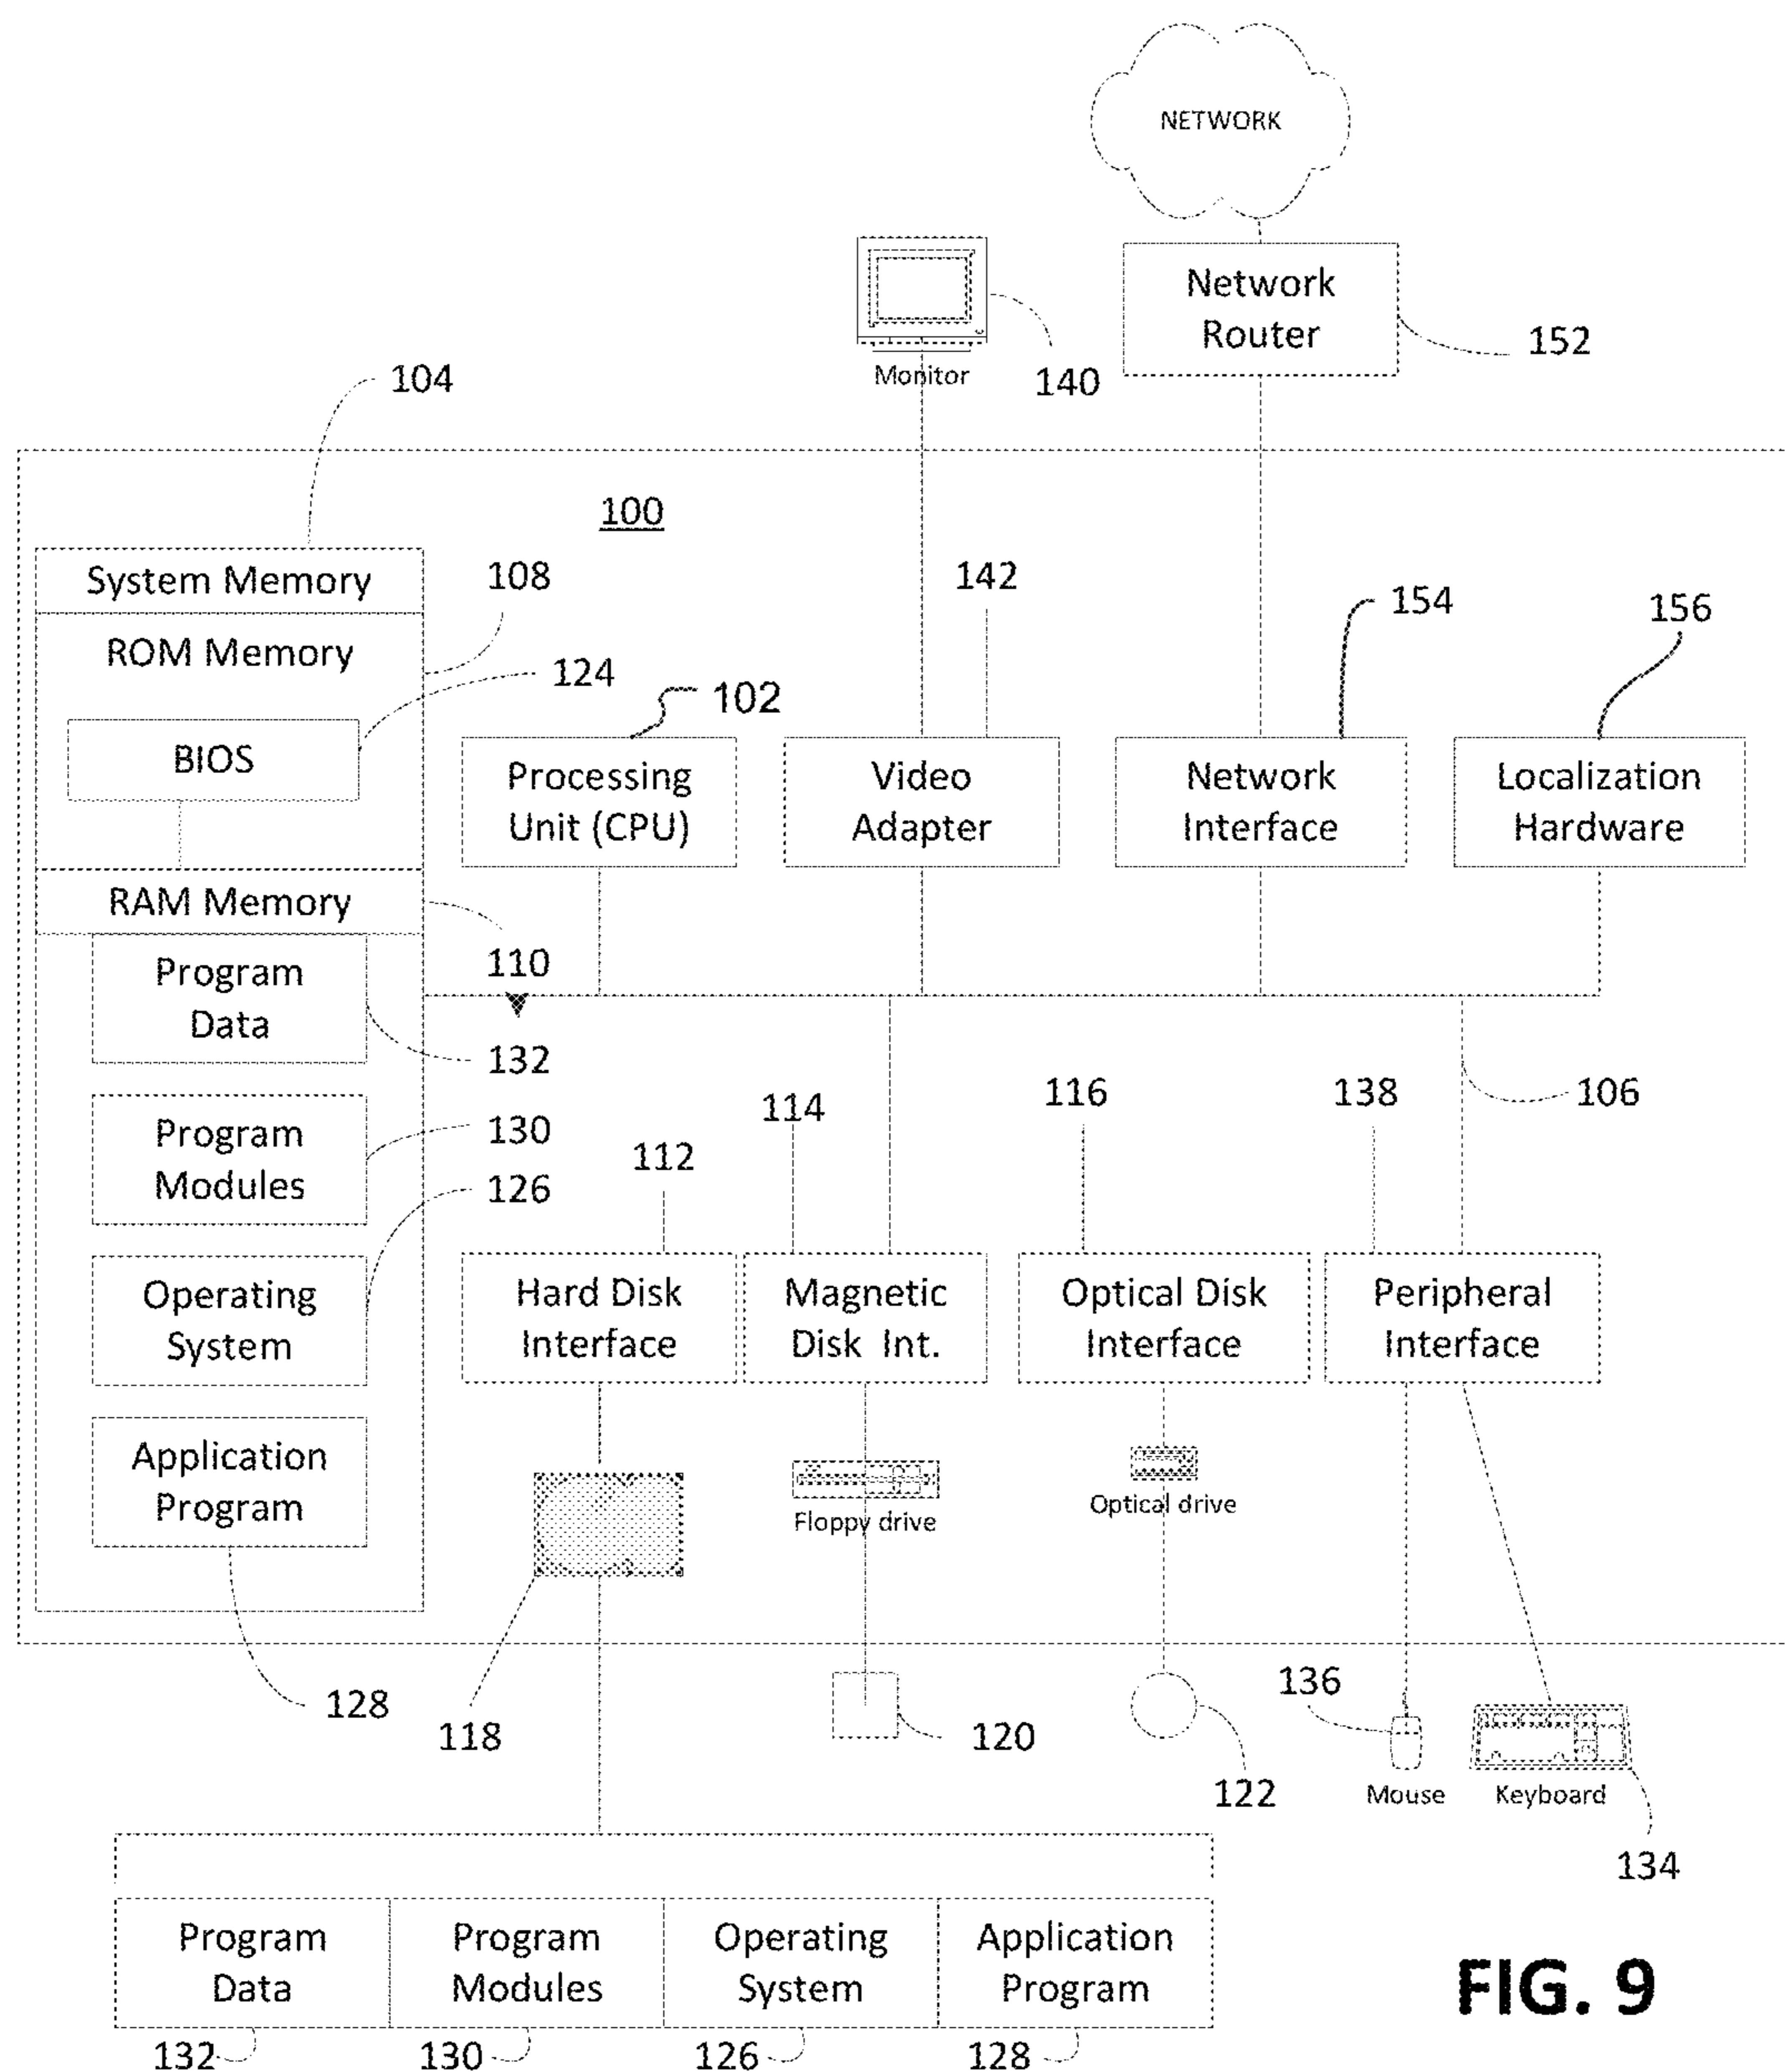 NETWORK
Network
Router
152
Monitor
140
104
100
System Memory
108
142
154
156
ROM Memory
124
102
BIOS
Processing
Unit (CPU)
Video
Adapter
Network
Interface
Localization
Hardware
RAM Memory
110
Program
Data
132
114
116
138
106
Program
Modules
130
112
126
Operating
System
Hard Disk
Interface
Magnetic
Disk Int.
Optical Disk
Interface
Peripheral
Interface
Application
Program
Floppy drive
Optical drive
128
118
120
122
136
Mouse
Keyboard
134
Program
Data
Program
Modules
Operating
System
Application
Program
132
130
126
128
FIG. 9